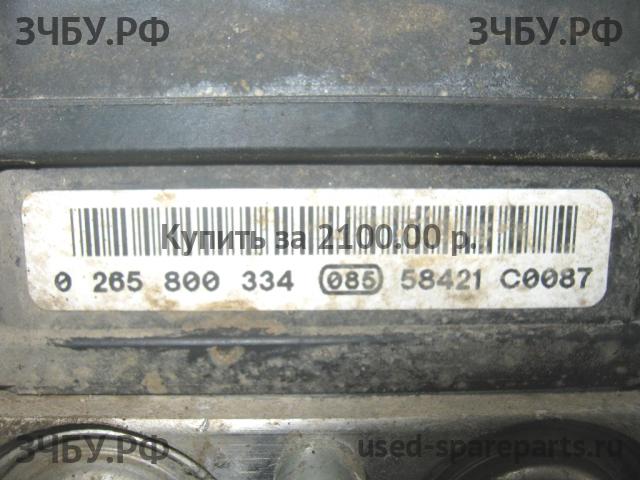 ЗЧБУ.РФ ЗЧБУ.РФ
Купить за 2100.00 р.
0 265 800 334 085 58421 C0087
ЗЧБУ.РФ used-spareparts.ru